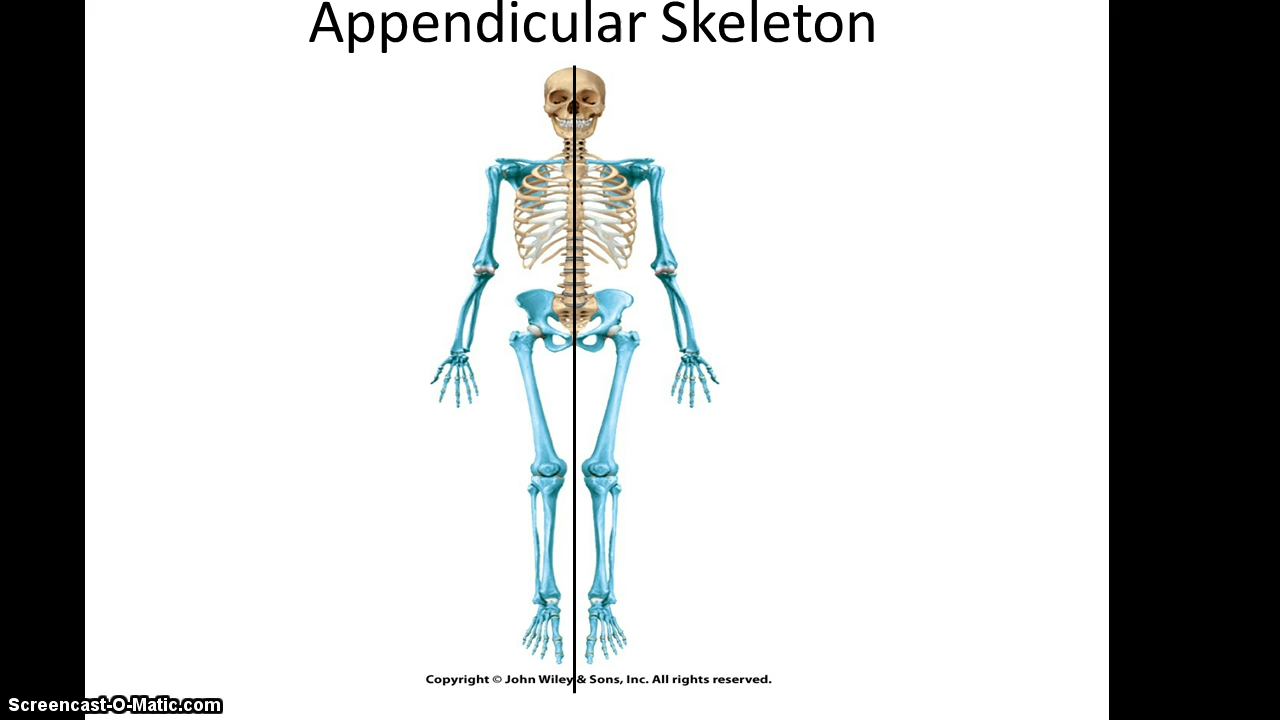 Appendicular Skeleton
Copyright © John Wiley & Sons, Inc. All rights reserved.
Screencast-O-Matic.com